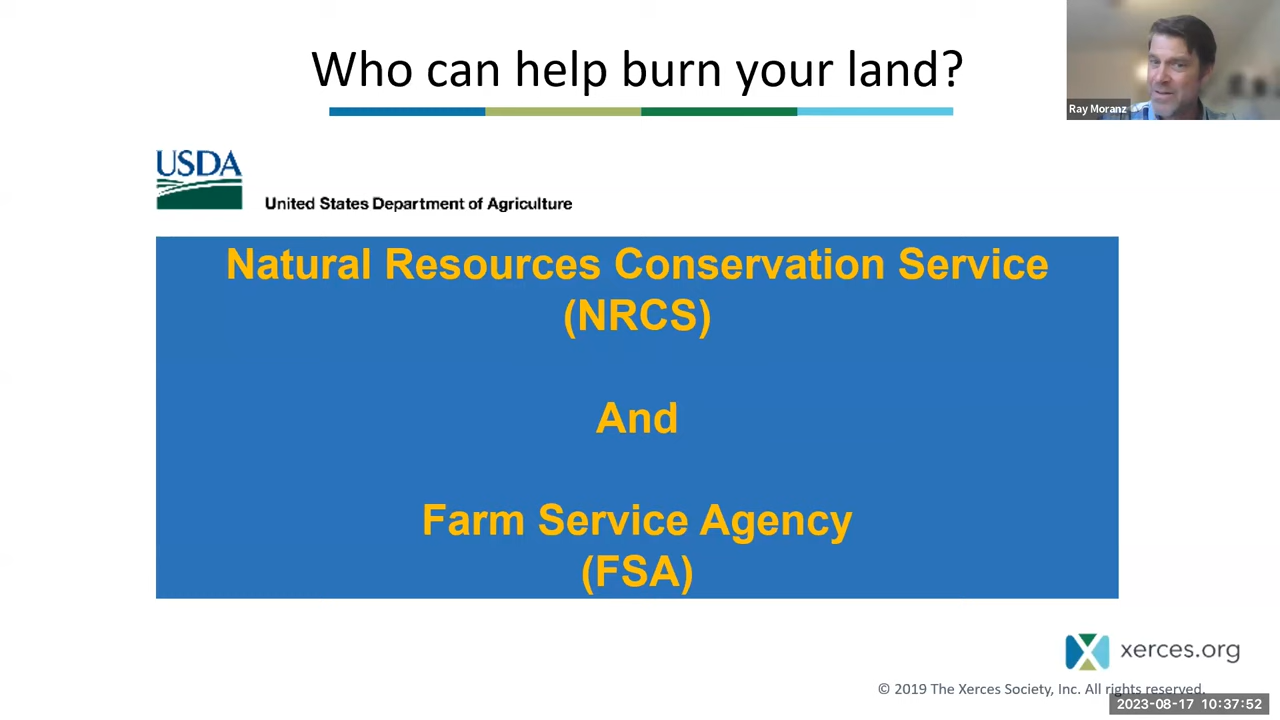 Who can help burn your land?
Ray Moranz
USDA
United States Department of Agriculture
Natural Resources Conservation Service
(NRCS)
And
Farm Service Agency
(FSA)
xerces.org
© 2019 The Xerces Society, Inc. All rights reserved.
2023-08-17 10:37:52